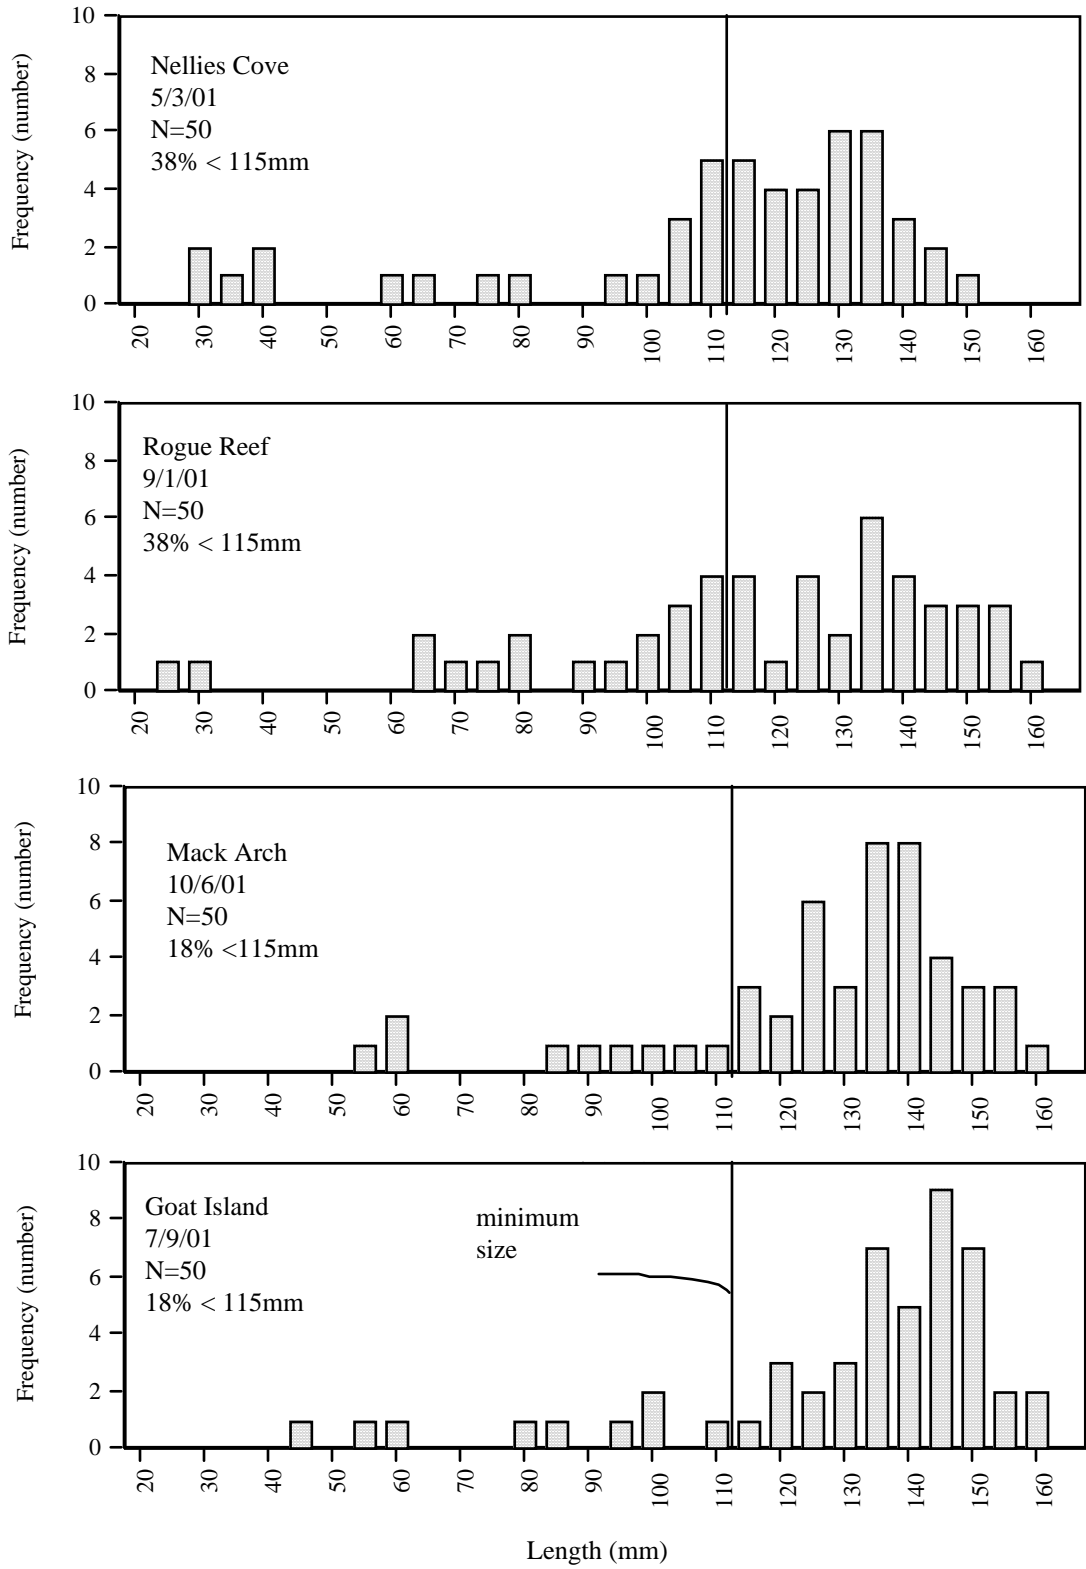 10
8
6
4
2
0
Frequency (number)
Nellies Cove
5/3/01
N=50
38% < 115mm
20 30 40 50 60 70 80 90 100 110 120 130 140 150 160
10
8
6
4
2
0
Frequency (number)
Rogue Reef
9/1/01
N=50
38% < 115mm
20 30 40 50 60 70 80 90 100 110 120 130 140 150 160
10
8
6
4
2
0
Frequency (number)
Mack Arch
10/6/01
N=50
18% <115mm
20 30 40 50 60 70 80 90 100 110 120 130 140 150 160
10
8
6
4
2
0
Frequency (number)
Goat Island
7/9/01
N=50
18% < 115mm
minimum
size
20 30 40 50 60 70 80 90 100 110 120 130 140 150 160
Length (mm)